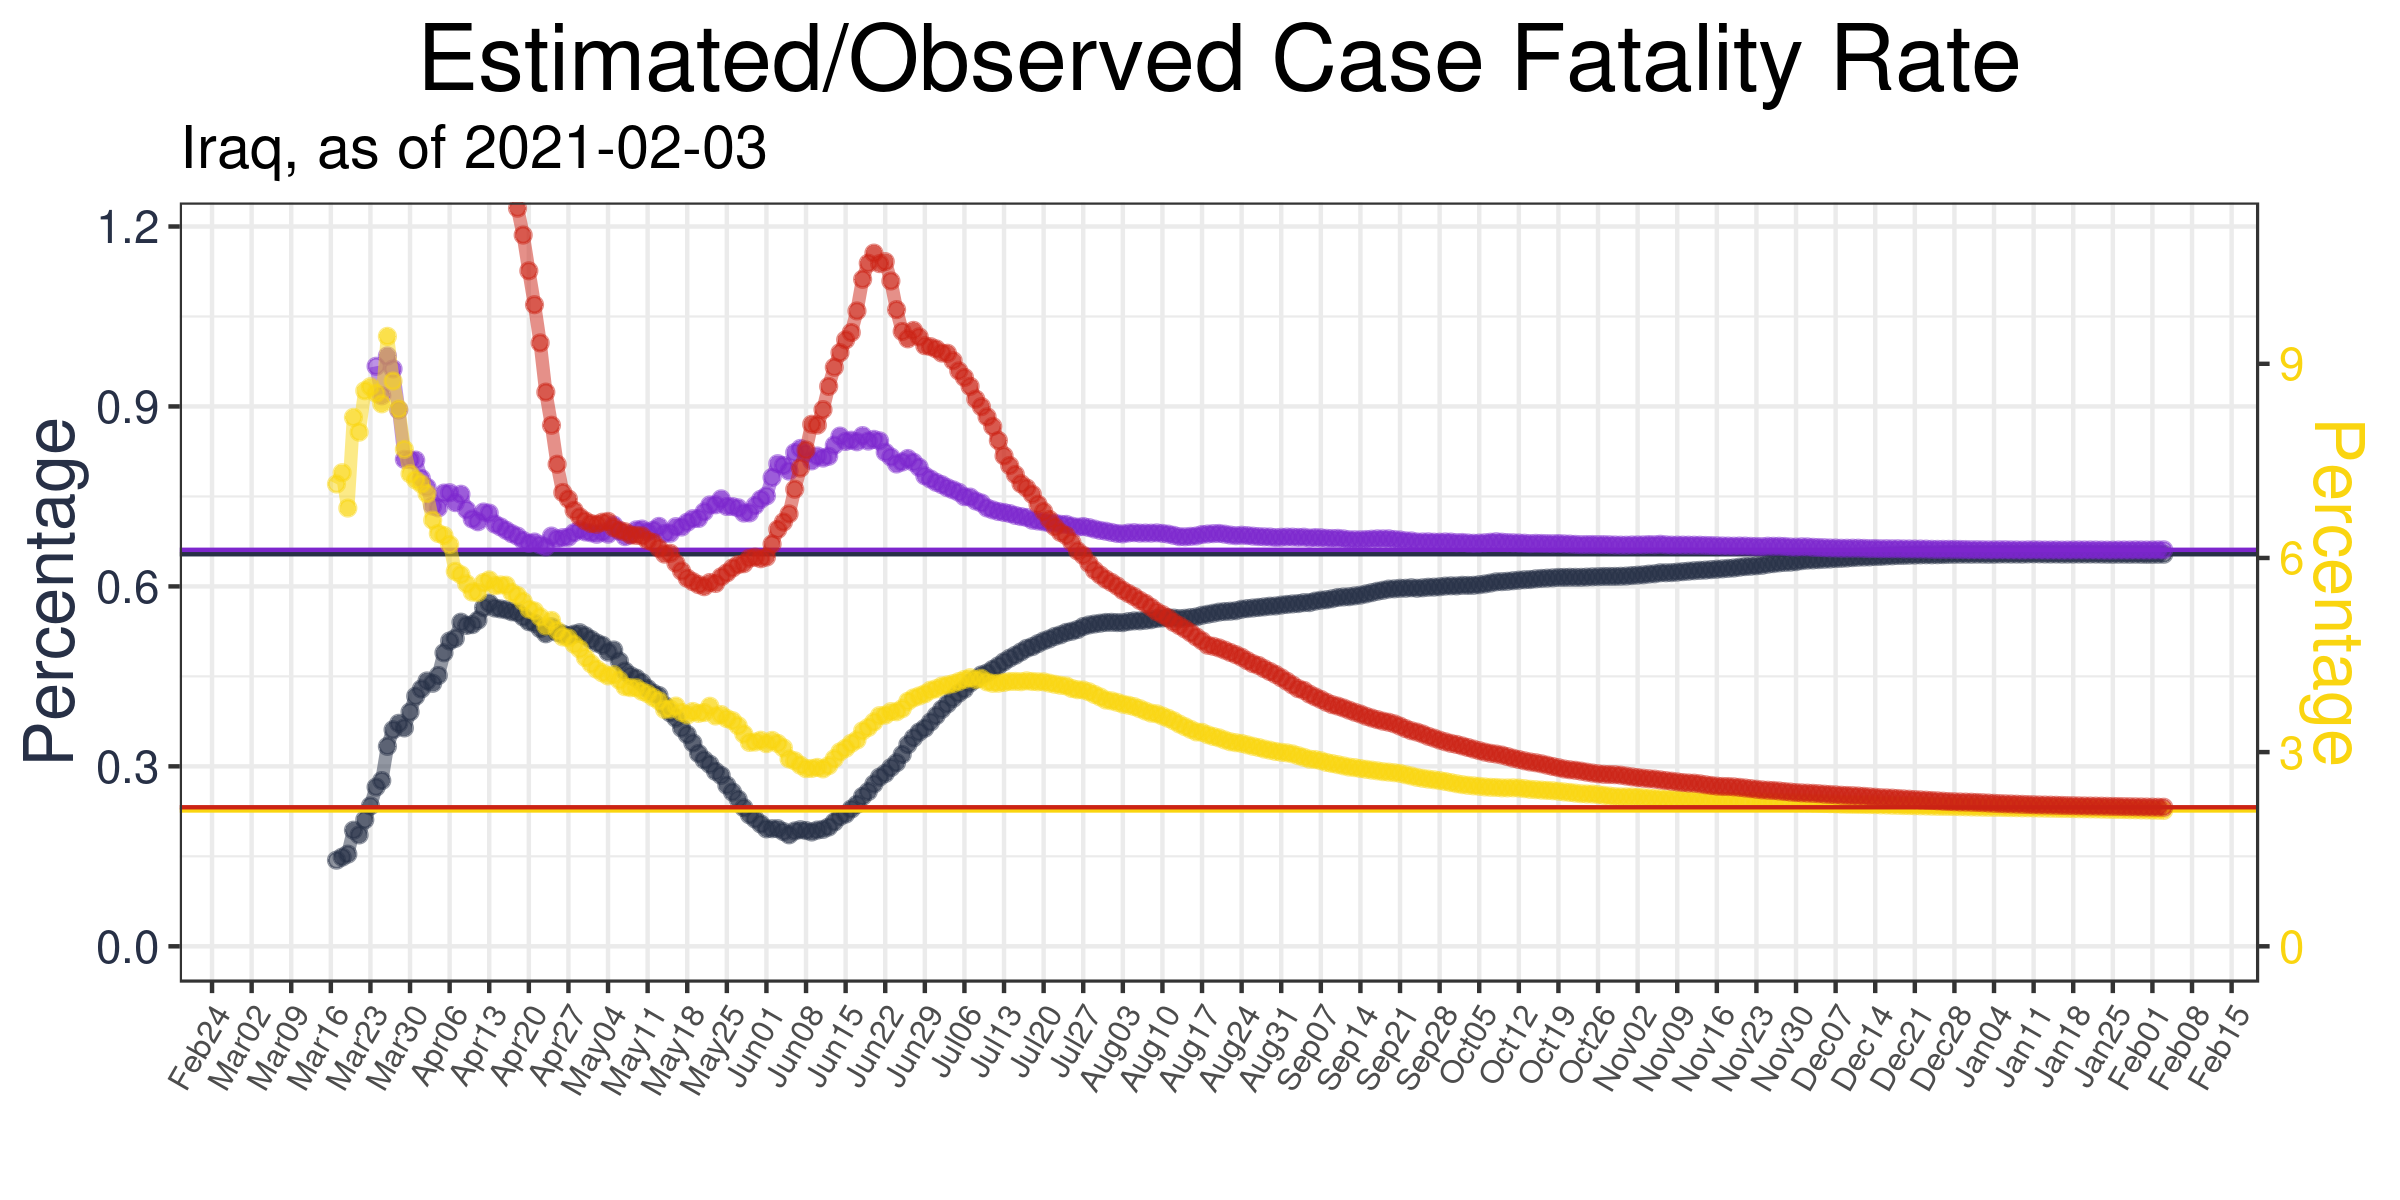 Estimated/Observed Case Fatality Rate
Iraq, as of 2021-02-03
Percentage
1.2
0.9
0.6
0.3
0.0
9
6
3
0
Percentage
Feb24
Mar02
Mar09
Mar16
Mar23
Mar30
Apr06
Apr13
Apr20
Apr27
May04
May11
May18
May25
Jun01
Jun08
Jun15
Jun22
Jun29
Jul06
Jul13
Jul20
Jul27
Aug03
Aug10
Aug17
Aug24
Aug31
Sep07
Sep14
Sep21
Sep28
Oct05
Oct12
Oct19
Oct26
Nov02
Nov09
Nov16
Nov23
Nov30
Dec07
Dec14
Dec21
Dec28
Jan04
Jan11
Jan18
Jan25
Feb01
Feb08
Feb15